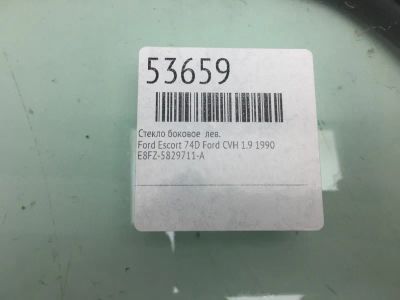 53659
Стекло боковое лев.
Ford Escort 74D Ford CVH 1.9 1990
E8FZ-5829711-A